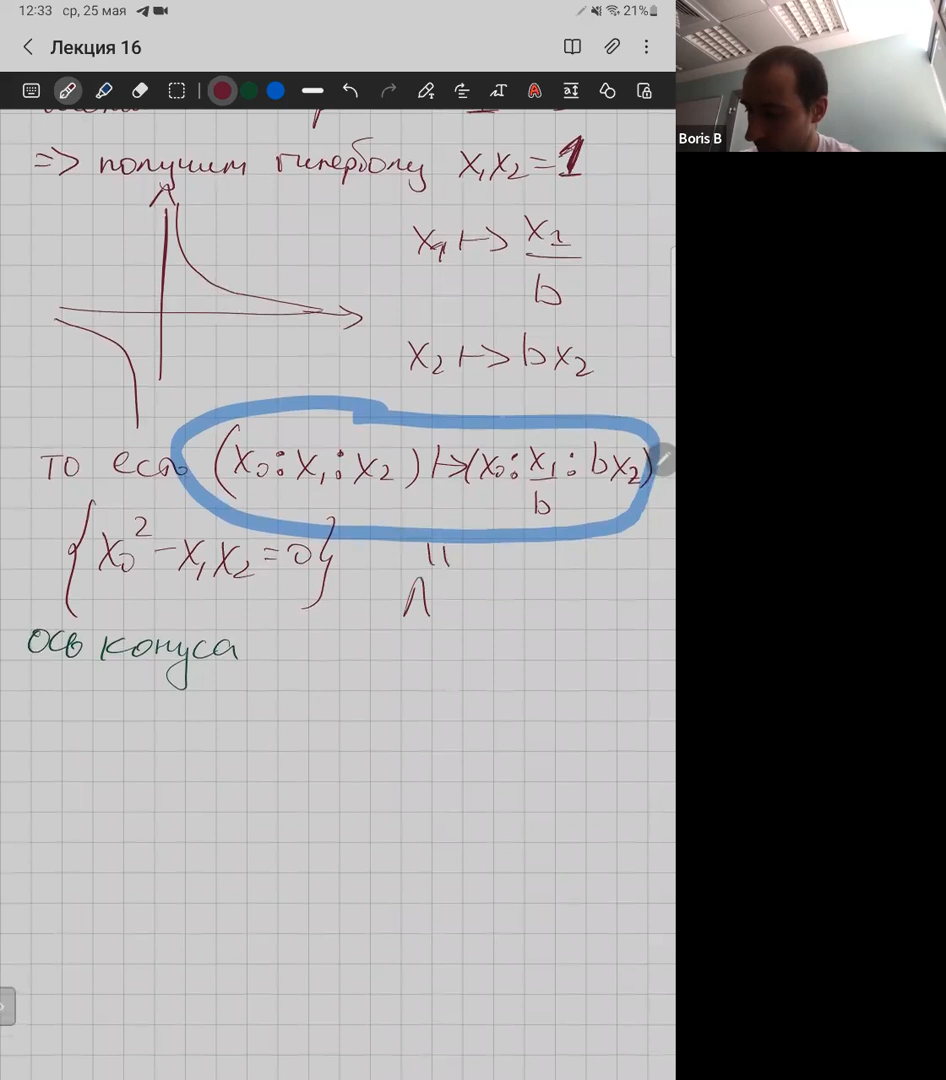 12:33 ср, 25 мая 21%
Лекция 16
Boris B
=> получим гиперболу x₁x₂=1
x₁ ↦ x₁/b
x₂ ↦ bx₂
то есть (x₀:x₁:x₂) ↦ (x₀: x₁/b : bx₂)
{x₀² - x₁x₂ = 0}
ось конуса